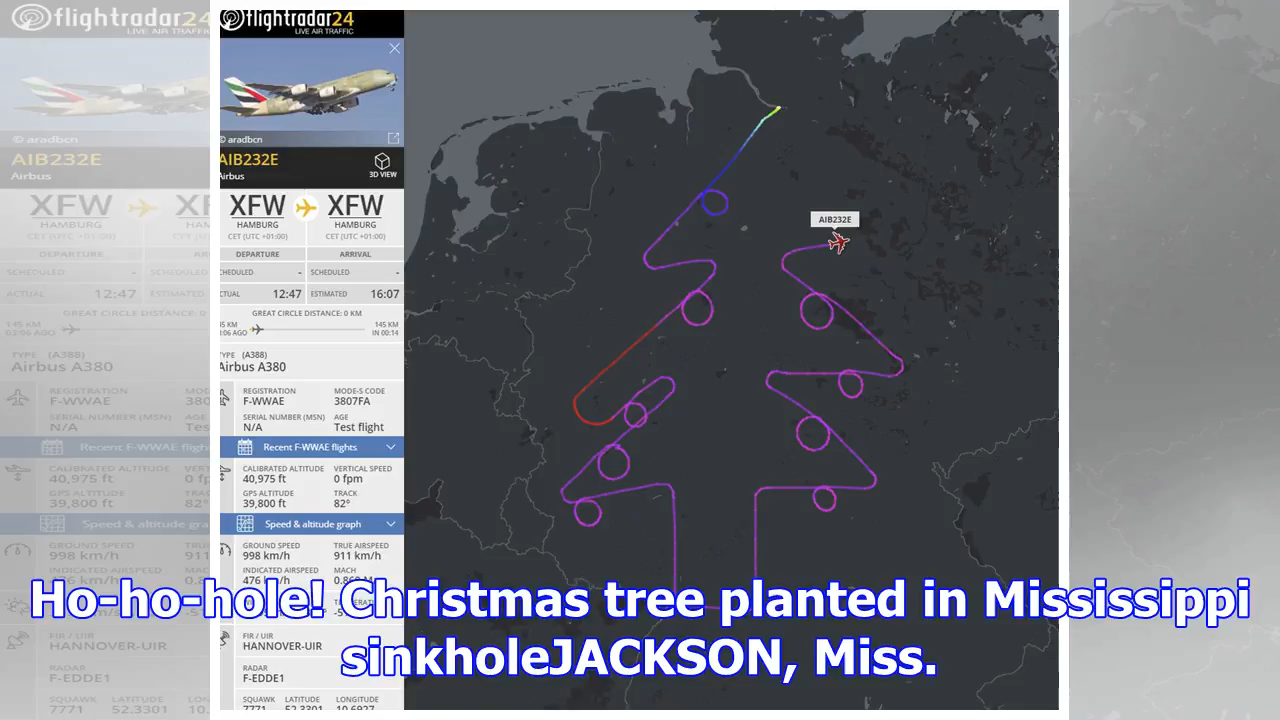 flightradar24
LIVE AIR TRAFFIC
© aradbcn
AIB232E
Airbus
3D VIEW
XFW
XFW
HAMBURG
HAMBURG
CET (UTC +01:00)
CET (UTC +01:00)
DEPARTURE
ARRIVAL
SCHEDULED
-
SCHEDULED
-
ACTUAL
12:47
ESTIMATED
16:07
GREAT CIRCLE DISTANCE: 0 KM
145 KM
IN 00:14
TYPE (A388)
Airbus A380
REGISTRATION
MODE-S CODE
F-WWAE
3807FA
SERIAL NUMBER (MSN)
AGE
N/A
Test flight
Recent F-WWAE flights
CALIBRATED ALTITUDE
VERTICAL SPEED
40,975 ft
0 fpm
GPS ALTITUDE
TRACK
39,800 ft
82°
Speed & altitude graph
GROUND SPEED
TRUE AIRSPEED
998 km/h
911 km/h
INDICATED AIRSPEED
MACH
476 km/h
FIR / UIR
HANNOVER-UIR
RADAR
F-EDDE1
SQUAWK
LATITUDE
LONGITUDE
7771
52.3301
10.6927
AIB232E
Ho-ho-hole! Christmas tree planted in Mississippi
sinkholeJACKSON, Miss.